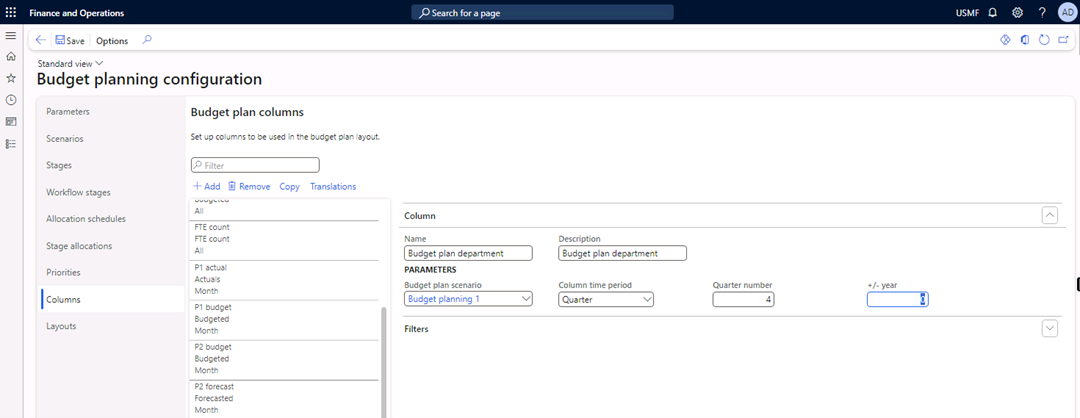 Finance and Operations
Search for a page
USMF
?
AD
Save
Options
Standard view
Budget planning configuration
Parameters
Scenarios
Stages
Workflow stages
Allocation schedules
Stage allocations
Priorities
Columns
Layouts
Budget plan columns
Set up columns to be used in the budget plan layout.
Filter
+ Add Remove Copy Translations
Budgeted
All
FTE count
FTE count
All
P1 actual
Actuals
Month
P1 budget
Budgeted
Month
P2 budget
Budgeted
Month
P2 forecast
Forecasted
Month
Column
Name Description
Budget plan department Budget plan department
PARAMETERS
Budget plan scenario Column time period Quarter number +/- year
Budget planning 1 Quarter 4 0
Filters